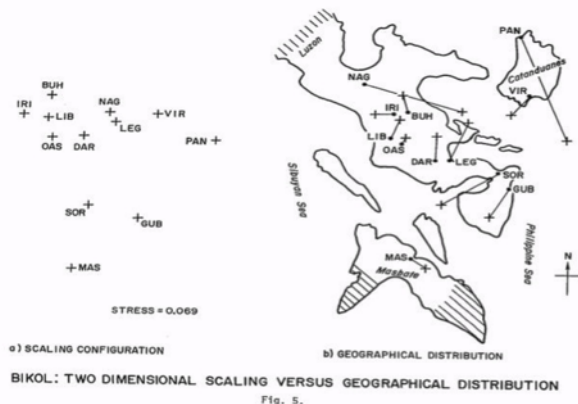 BUH
IRI
LIB
NAG
LEG
VIR
OAS
DAR
PAN
SOR
GUB
MAS
STRESS = 0.069
a) SCALING CONFIGURATION
PAN
Luzon
Catanduanes
NAG
VIR
IRI
BUH
LIB
OAS
DAR
LEG
SOR
GUB
Sibuyan Sea
Philippine Sea
MAS
Masbate
N
b) GEOGRAPHICAL DISTRIBUTION
BIKOL: TWO DIMENSIONAL SCALING VERSUS GEOGRAPHICAL DISTRIBUTION
Fig. 5.